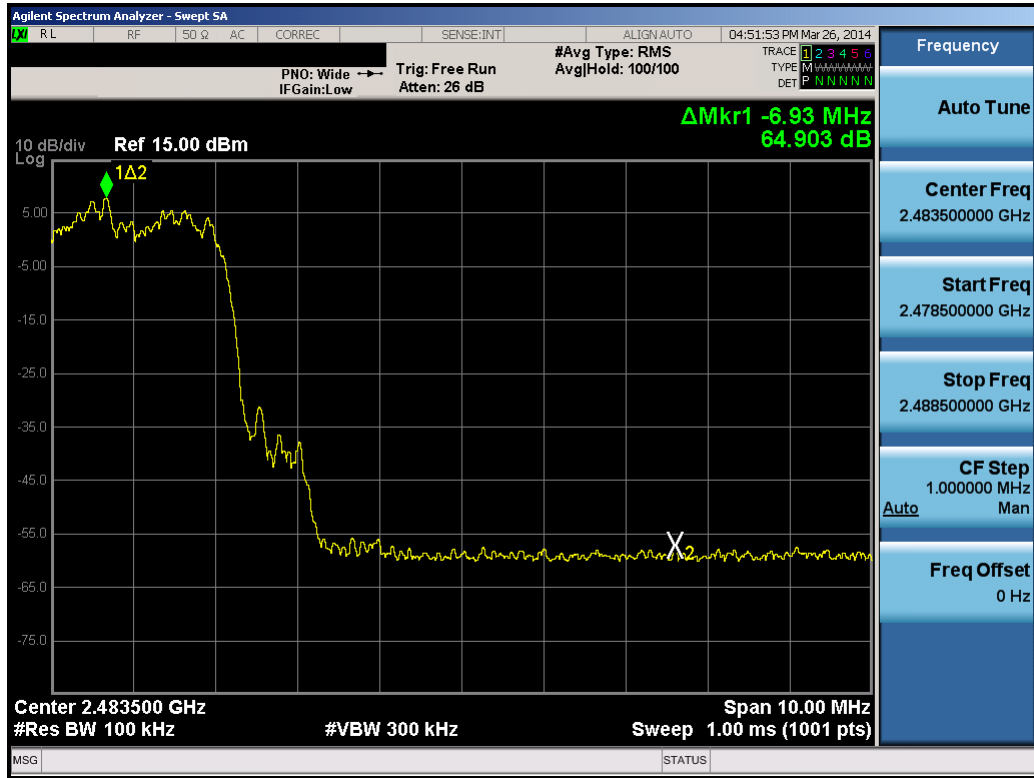 Agilent Spectrum Analyzer - Swept SA
LXI RL RF 50 Ω AC CORREC SENSE:INT ALIGN AUTO 04:51:53 PM Mar 26, 2014
PNO: Wide
IFGain:Low
Trig: Free Run
Atten: 26 dB
#Avg Type: RMS
Avg|Hold: 100/100
TRACE 1 2 3 4 5 6
TYPE M
DET P N N N N N
ΔMkr1 -6.93 MHz
64.903 dB
10 dB/div Ref 15.00 dBm
Log
1Δ2
5.00
-5.00
-15.0
-25.0
-35.0
-45.0
-55.0
-65.0
-75.0
X2
Center 2.483500 GHz Span 10.00 MHz
#Res BW 100 kHz #VBW 300 kHz Sweep 1.00 ms (1001 pts)
MSG STATUS
Frequency
Auto Tune
Center Freq
2.483500000 GHz
Start Freq
2.478500000 GHz
Stop Freq
2.488500000 GHz
CF Step
1.000000 MHz
Auto Man
Freq Offset
0 Hz